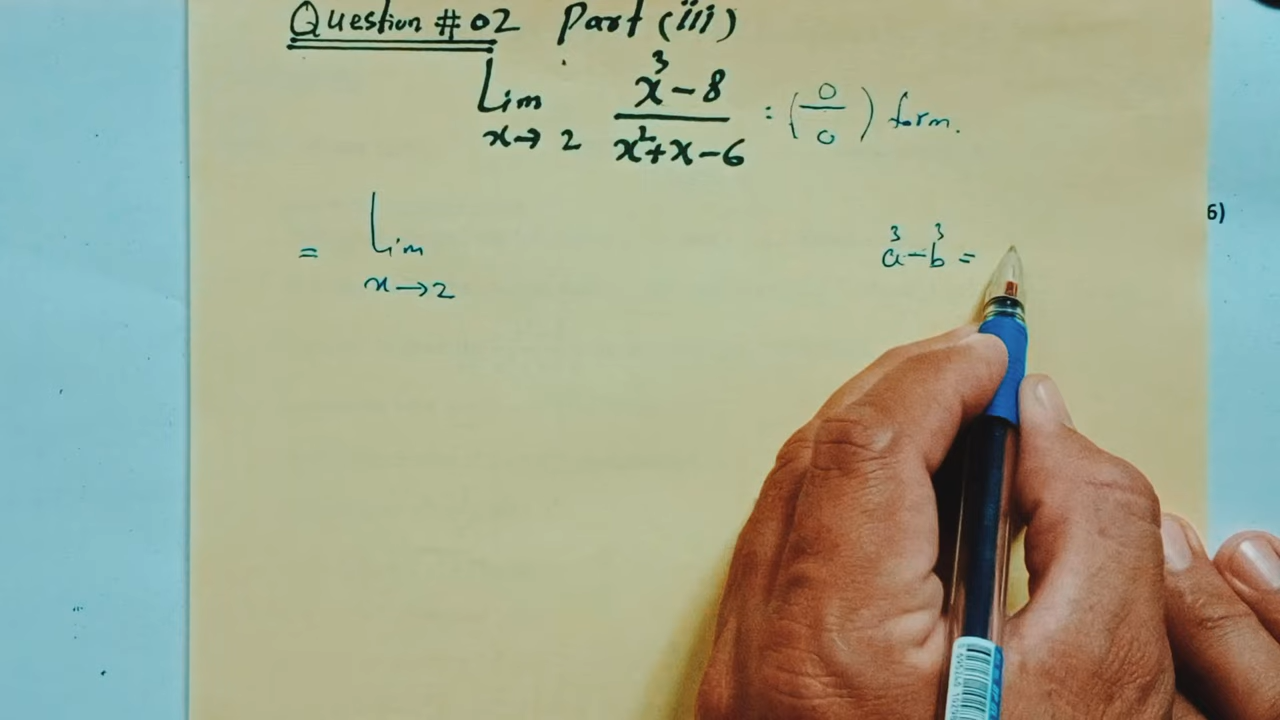 Question #02 Part (iii)
Lim x→2 x³-8 / x²+x-6 : (0/0) form.
= Lim x→2
a³-b³ =
6)